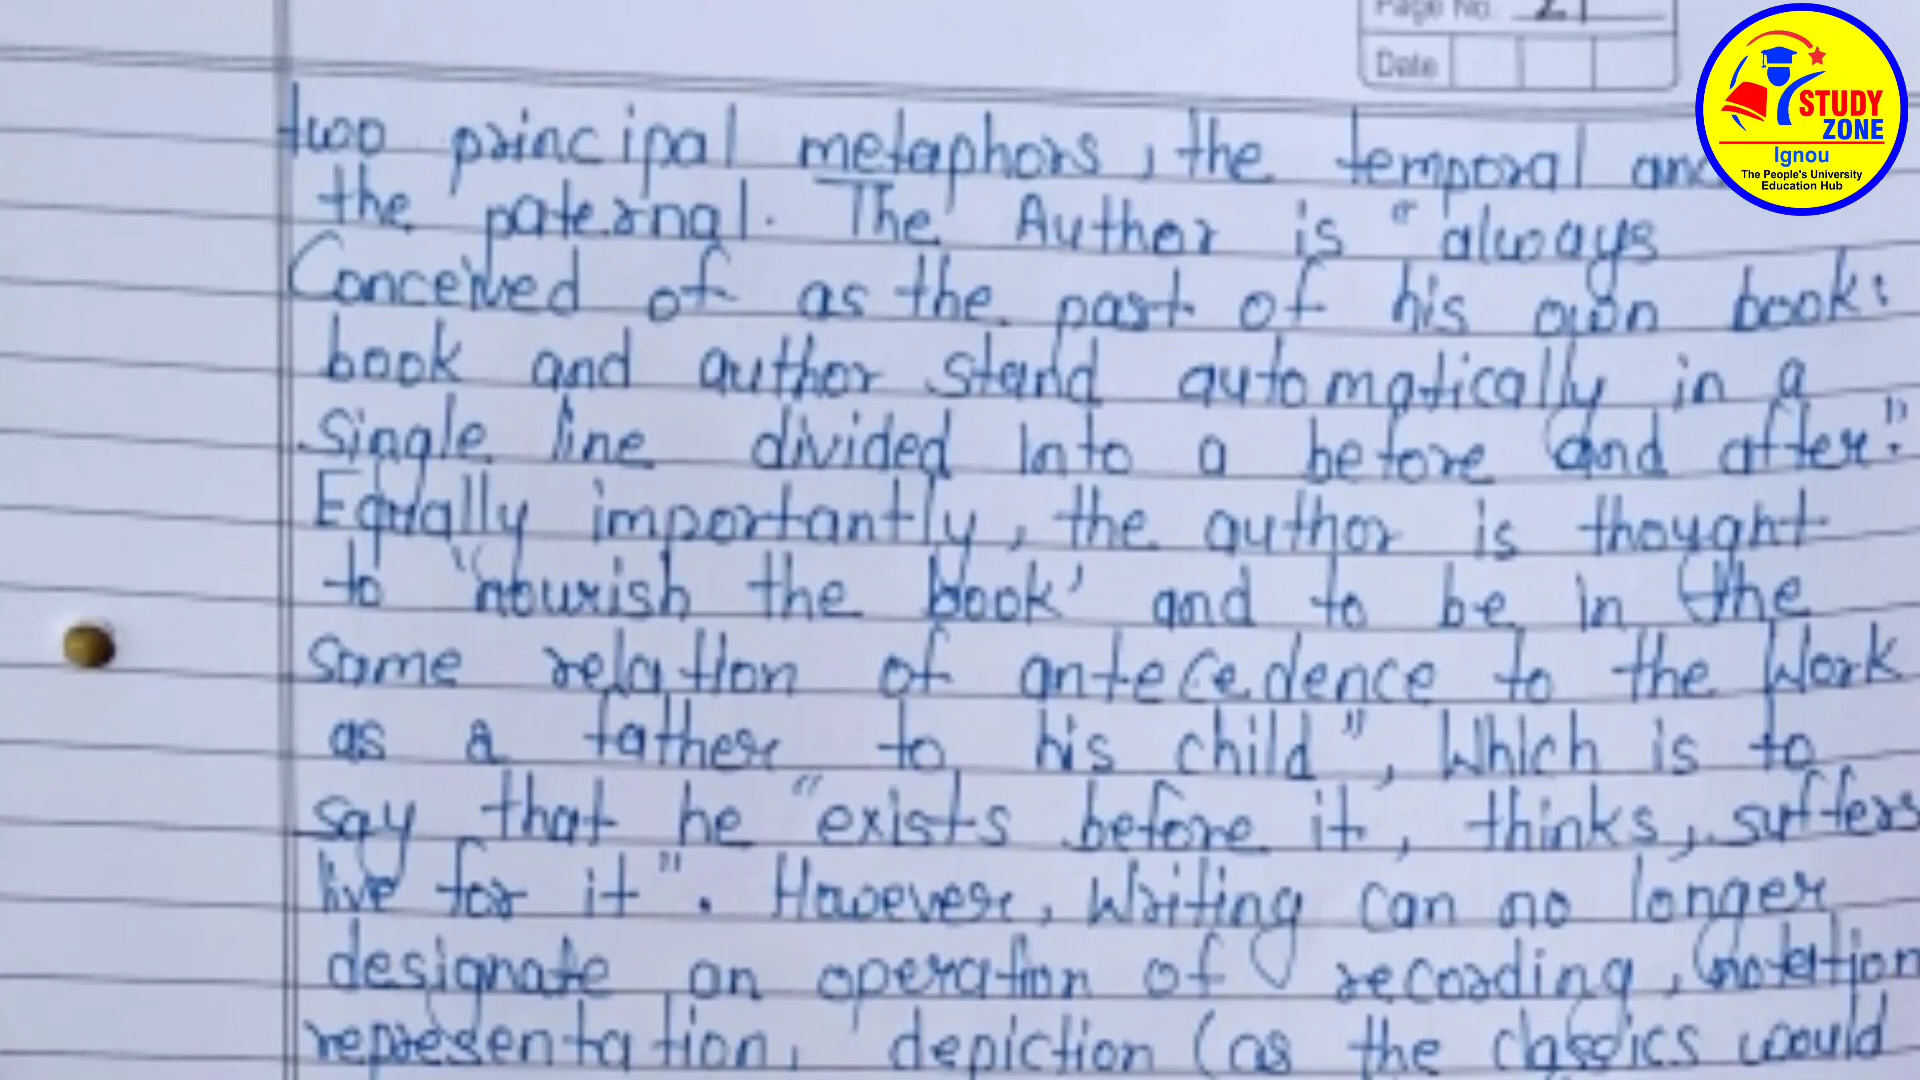 Page No. 21
Date
STUDY
ZONE
Ignou
The People's University
Education Hub
two principal metaphors, the temporal and
the paternal. The Author is "always
Conceived of as the past of his own book:
book and author stand automatically in a
single line divided into a before and after."
Equally importantly, the author is thought
to "nourish the book' and to be in the
same relation of antecedence to the Work
as a father to his child", Which is to
say that he "exists before it, thinks, suffers
live for it". However, Writing can no longer
designate an operation of recording, notation
representation, depiction (as the classics would